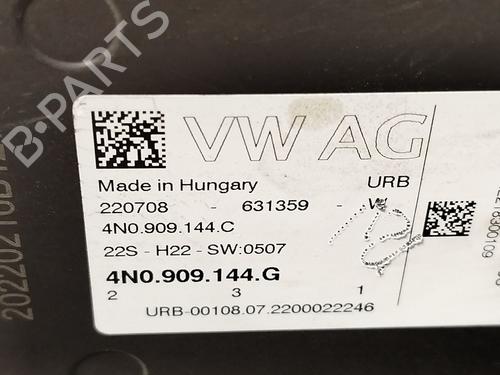 B-PARTS
VW AG
Made in Hungary URB
220708 - 631359 -
4N0.909.144.C
22S - H22 - SW:0507
4N0.909.144.G
2 3 1
URB-00108.07.2200022246